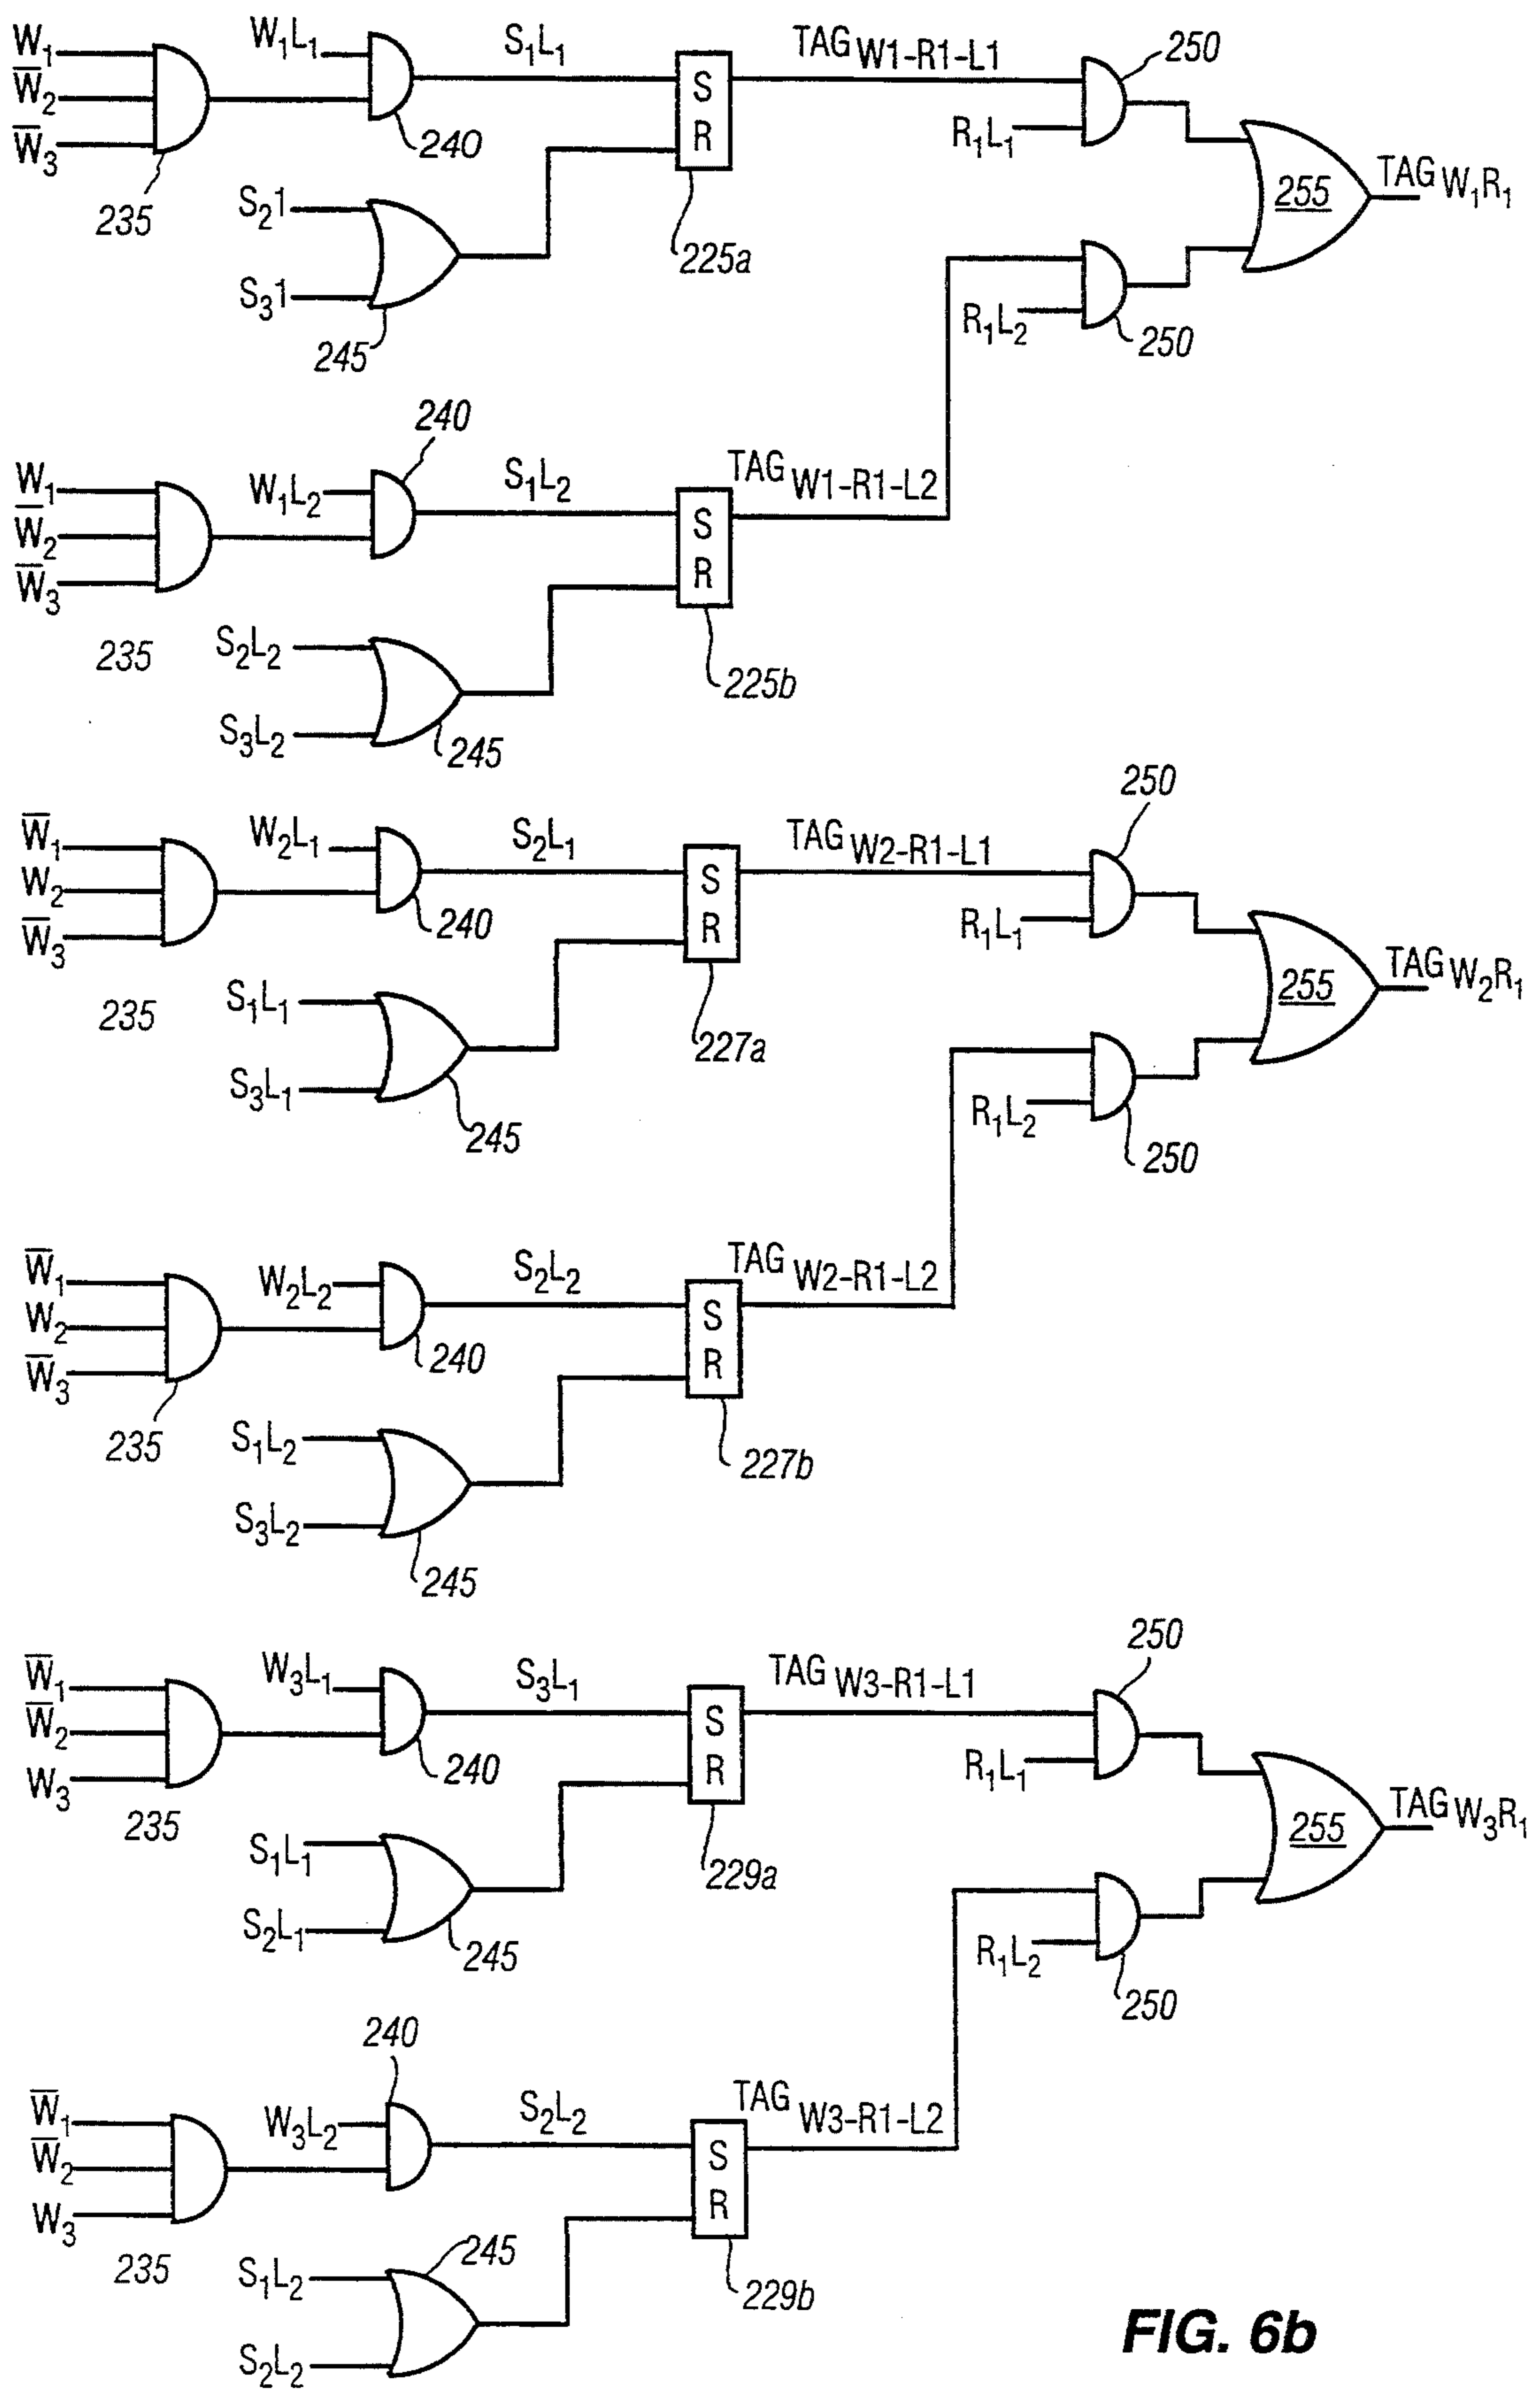 W₁ W₁L₁ S₁L₁ TAG W1-R1-L1 250
W̅₂ S
W̅₃ 240 R R₁L₁ TAG W₁R₁
235 S₂1 225a 255
S₃1 R₁L₂
245 250
240
W₁ W₁L₂ S₁L₂ TAG W1-R1-L2
W̅₂ S
W̅₃ R
235 S₂L₂ 225b
S₃L₂ 245
250
W̅₁ W₂L₁ S₂L₁ TAG W2-R1-L1
W₂ S
W̅₃ 240 R R₁L₁ TAG W₂R₁
235 S₁L₁ 227a 255
S₃L₁ R₁L₂
245 250
W̅₁ W₂L₂ S₂L₂ TAG W2-R1-L2
W₂ S
W̅₃ 240 R
235 S₁L₂ 227b
S₃L₂
245
250
W̅₁ W₃L₁ S₃L₁ TAG W3-R1-L1
W̅₂ S
W₃ 240 R R₁L₁ TAG W₃R₁
235 S₁L₁ 229a 255
S₂L₁ 245 R₁L₂
250
240
W̅₁ W₃L₂ S₂L₂ TAG W3-R1-L2
W̅₂ S
W₃ R
235 S₁L₂ 245 229b
S₂L₂
FIG. 6b